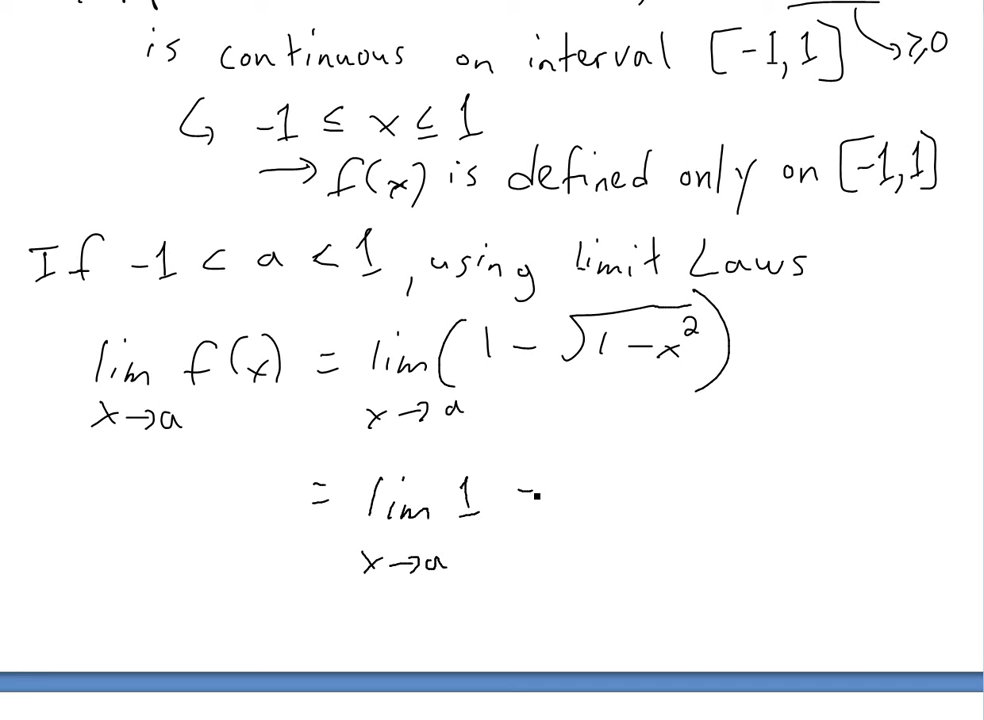 is continuous on interval [-1, 1] ↘ ≥ 0
↳ -1 ≤ x ≤ 1
→ f(x) is defined only on [-1, 1]
If -1 < a < 1, using limit Laws
lim f(x) = lim (1 - √(1 - x²))
x→a x→a
= lim 1 -
x→a